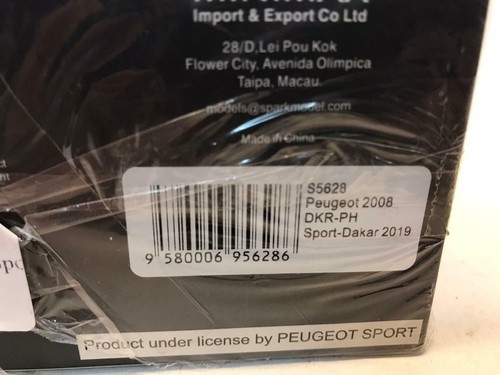 Import & Export Co Ltd
28/D,Lei Pou Kok
Flower City, Avenida Olimpica
Taipa, Macau.
models@sparkmodel.com
Made in China
S5628
Peugeot 2008
DKR-PH
Sport-Dakar 2019
9 580006 956286
Product under license by PEUGEOT SPORT